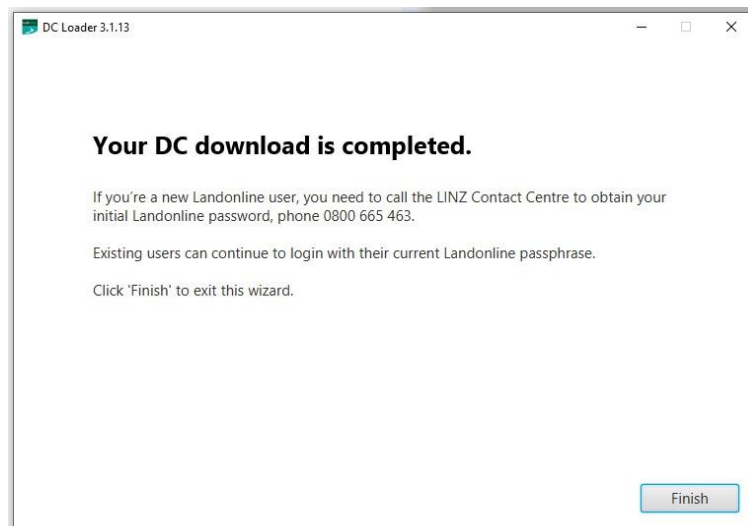 DC Loader 3.1.13
Your DC download is completed.
If you're a new Landonline user, you need to call the LINZ Contact Centre to obtain your
initial Landonline password, phone 0800 665 463.
Existing users can continue to login with their current Landonline passphrase.
Click 'Finish' to exit this wizard.
Finish